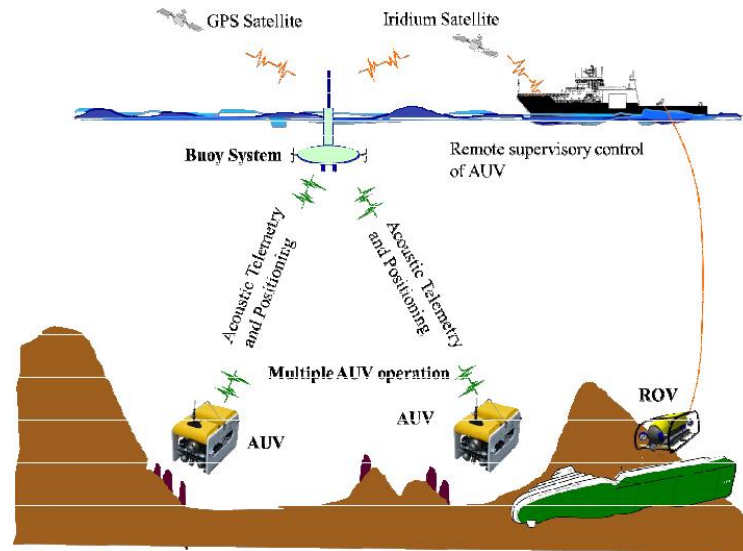 GPS Satellite
Iridium Satellite
Buoy System
Remote supervisory control
of AUV
Acoustic Telemetry
and Positioning
Acoustic Telemetry
and Positioning
Multiple AUV operation
AUV
AUV
ROV